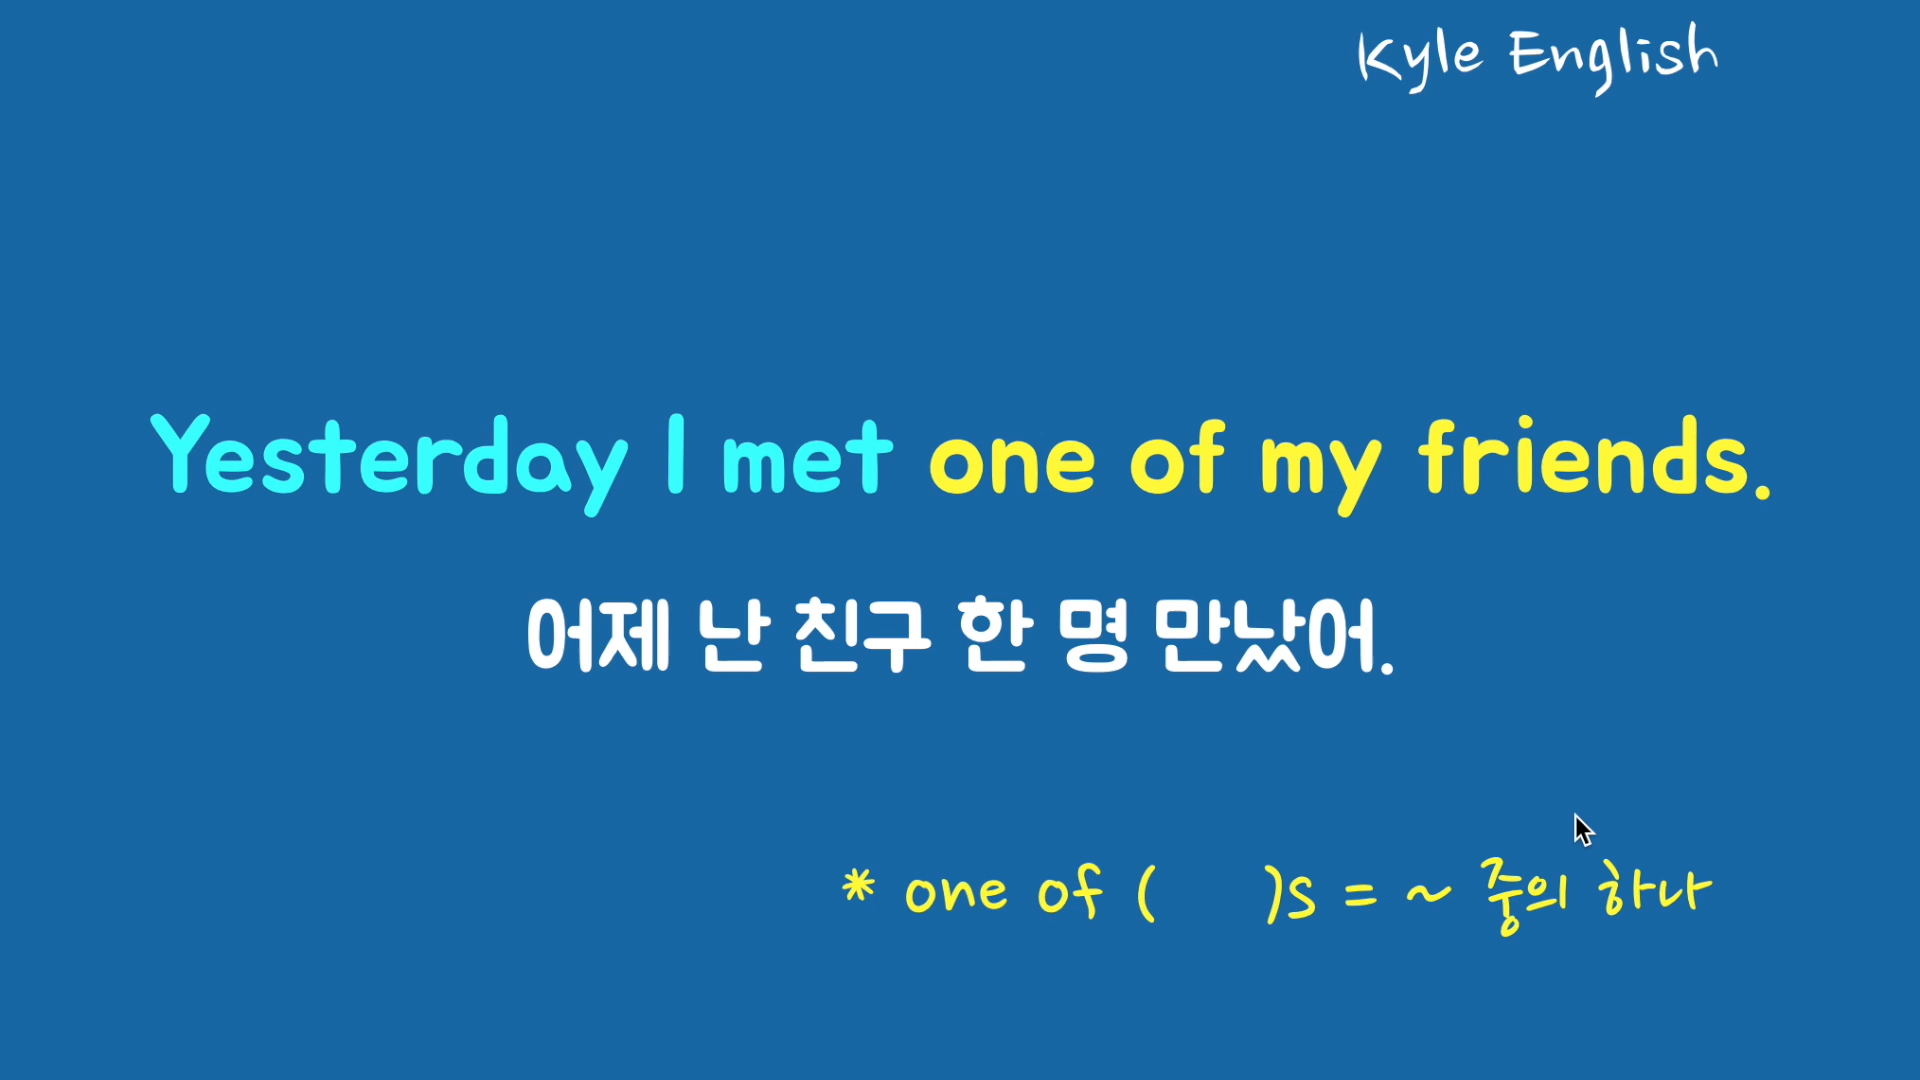 Kyle English
Yesterday I met one of my friends.
어제 난 친구 한 명 만났어.
* one of ( )s = ~ 중의 하나